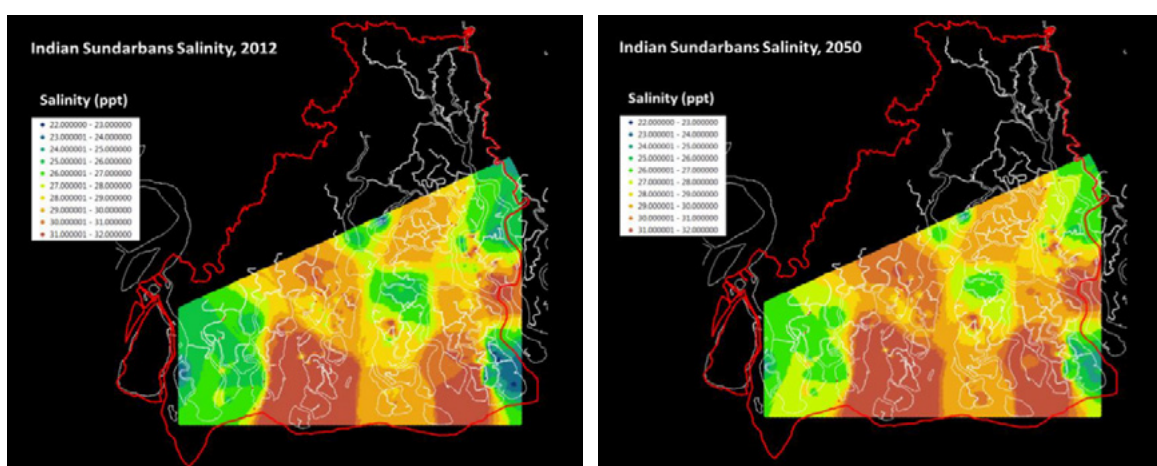 Indian Sundarbans Salinity, 2012
Salinity (ppt)
22.000000 - 23.000000
23.000001 - 24.000000
24.000001 - 25.000000
25.000001 - 26.000000
26.000001 - 27.000000
27.000001 - 28.000000
28.000001 - 29.000000
29.000001 - 30.000000
30.000001 - 31.000000
31.000001 - 32.000000
Indian Sundarbans Salinity, 2050
Salinity (ppt)
22.000000 - 23.000000
23.000001 - 24.000000
24.000001 - 25.000000
25.000001 - 26.000000
26.000001 - 27.000000
27.000001 - 28.000000
28.000001 - 29.000000
29.000001 - 30.000000
30.000001 - 31.000000
31.000001 - 32.000000